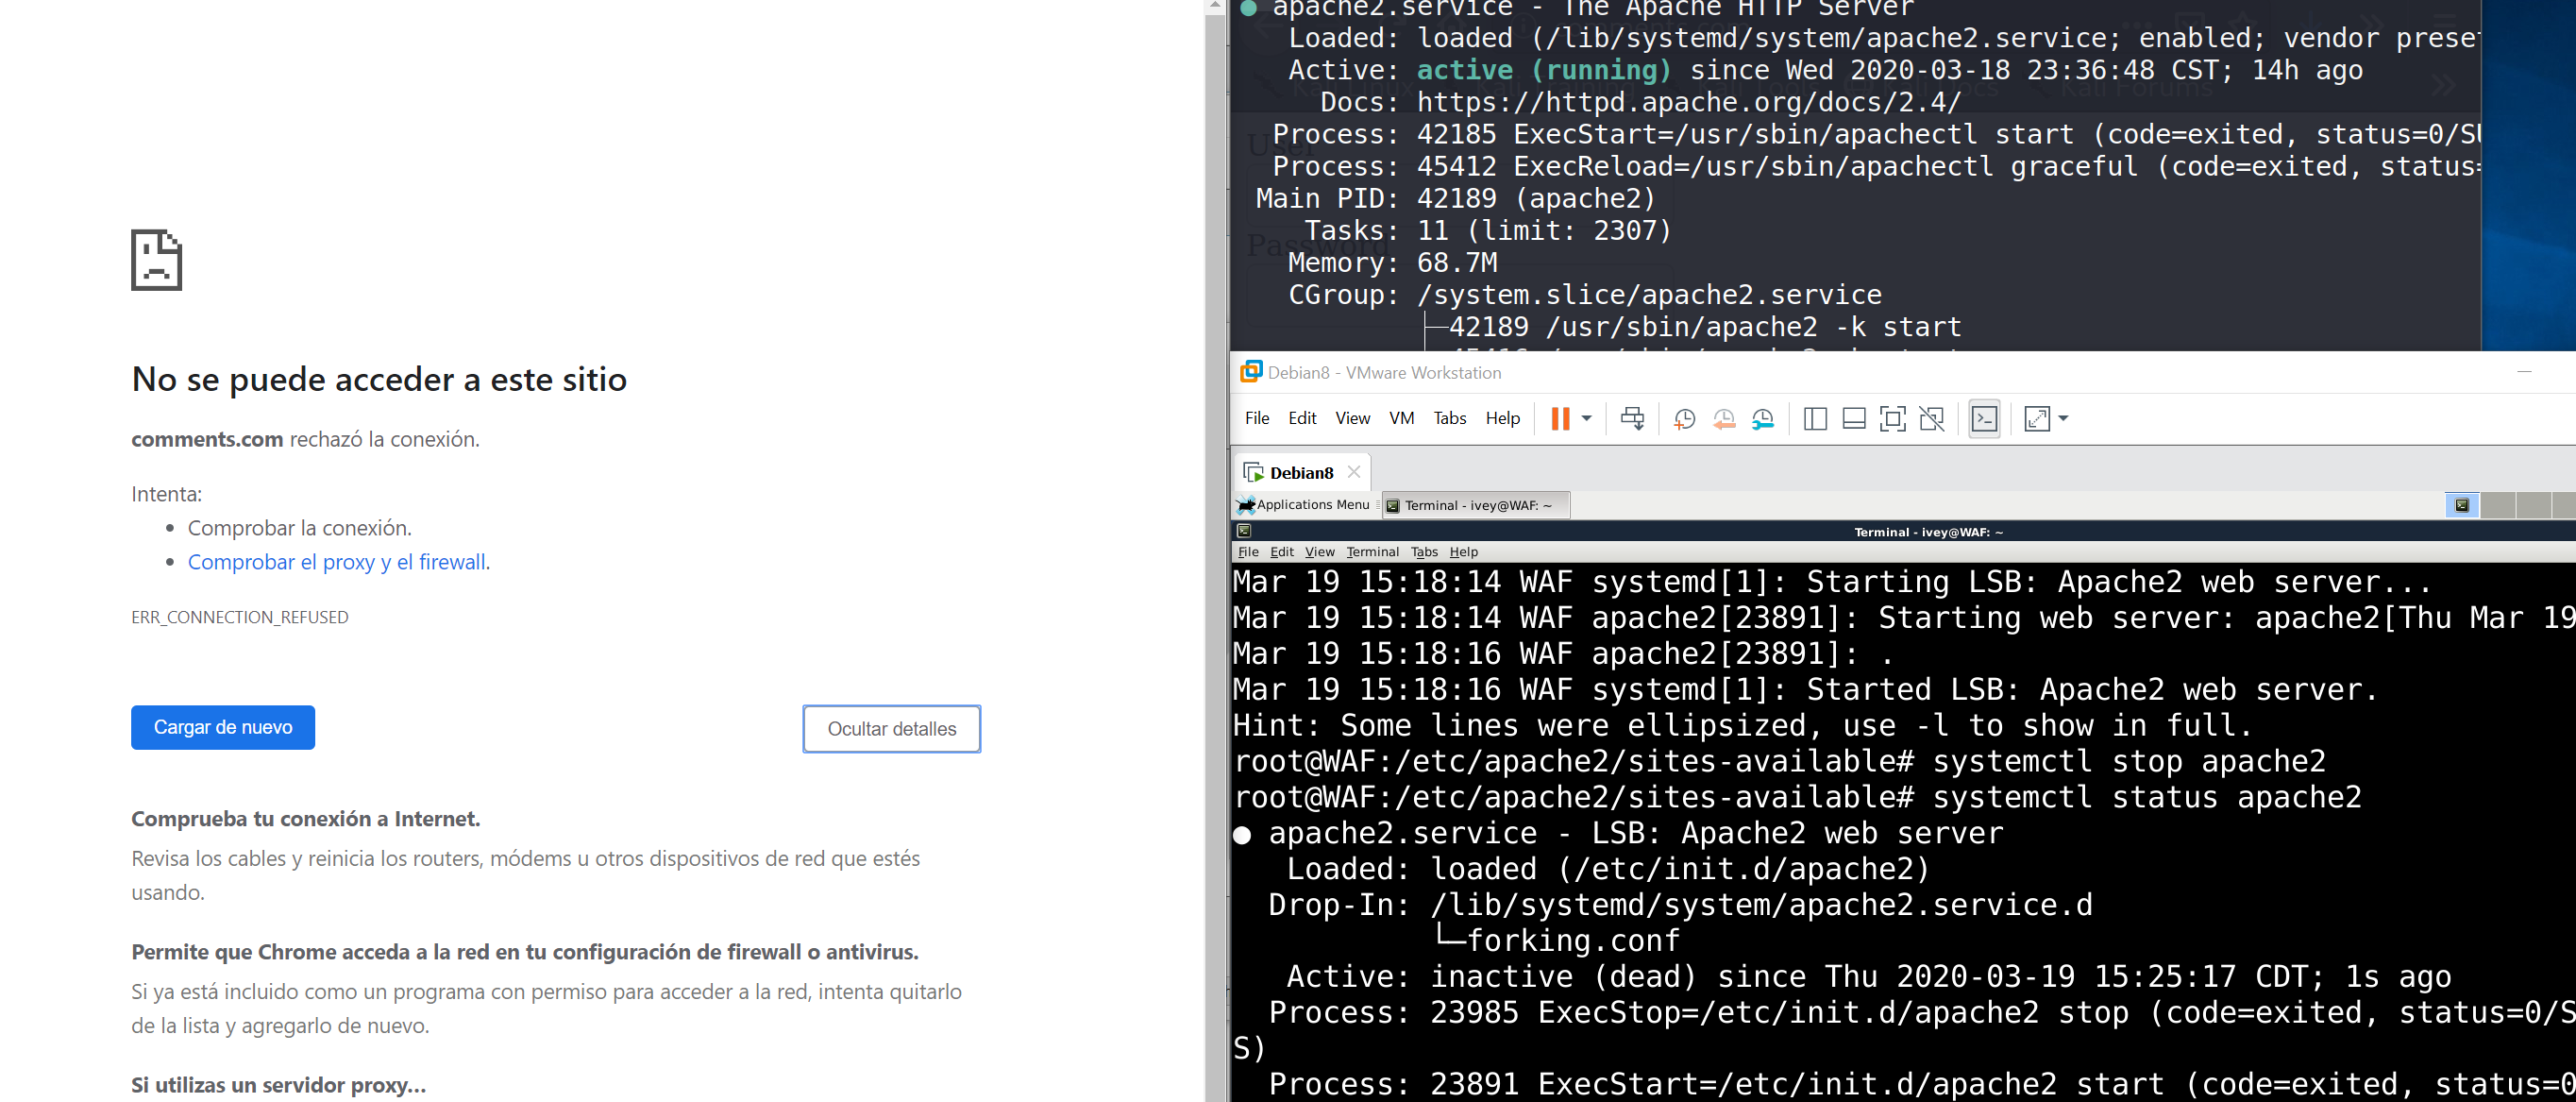 No se puede acceder a este sitio
comments.com rechazó la conexión.
Intenta:
• Comprobar la conexión.
• Comprobar el proxy y el firewall.
ERR_CONNECTION_REFUSED
Cargar de nuevo
Ocultar detalles
Comprueba tu conexión a Internet.
Revisa los cables y reinicia los routers, módems u otros dispositivos de red que estés
usando.
Permite que Chrome acceda a la red en tu configuración de firewall o antivirus.
Si ya está incluido como un programa con permiso para acceder a la red, intenta quitarlo
de la lista y agregarlo de nuevo.
Si utilizas un servidor proxy...
● apache2.service - The Apache HTTP Server
Loaded: loaded (/lib/systemd/system/apache2.service; enabled; vendor preset
Active: active (running) since Wed 2020-03-18 23:36:48 CST; 14h ago
Docs: https://httpd.apache.org/docs/2.4/
Process: 42185 ExecStart=/usr/sbin/apachectl start (code=exited, status=0/SU
Process: 45412 ExecReload=/usr/sbin/apachectl graceful (code=exited, status=
Main PID: 42189 (apache2)
Tasks: 11 (limit: 2307)
Memory: 68.7M
CGroup: /system.slice/apache2.service
├─42189 /usr/sbin/apache2 -k start
User
Password
Debian8 - VMware Workstation
File Edit View VM Tabs Help
Debian8
Applications Menu
Terminal - ivey@WAF: ~
Terminal - ivey@WAF: ~
File Edit View Terminal Tabs Help
Mar 19 15:18:14 WAF systemd[1]: Starting LSB: Apache2 web server...
Mar 19 15:18:14 WAF apache2[23891]: Starting web server: apache2[Thu Mar 19
Mar 19 15:18:16 WAF apache2[23891]: .
Mar 19 15:18:16 WAF systemd[1]: Started LSB: Apache2 web server.
Hint: Some lines were ellipsized, use -l to show in full.
root@WAF:/etc/apache2/sites-available# systemctl stop apache2
root@WAF:/etc/apache2/sites-available# systemctl status apache2
● apache2.service - LSB: Apache2 web server
Loaded: loaded (/etc/init.d/apache2)
Drop-In: /lib/systemd/system/apache2.service.d
└─forking.conf
Active: inactive (dead) since Thu 2020-03-19 15:25:17 CDT; 1s ago
Process: 23985 ExecStop=/etc/init.d/apache2 stop (code=exited, status=0/S
S)
Process: 23891 ExecStart=/etc/init.d/apache2 start (code=exited, status=0